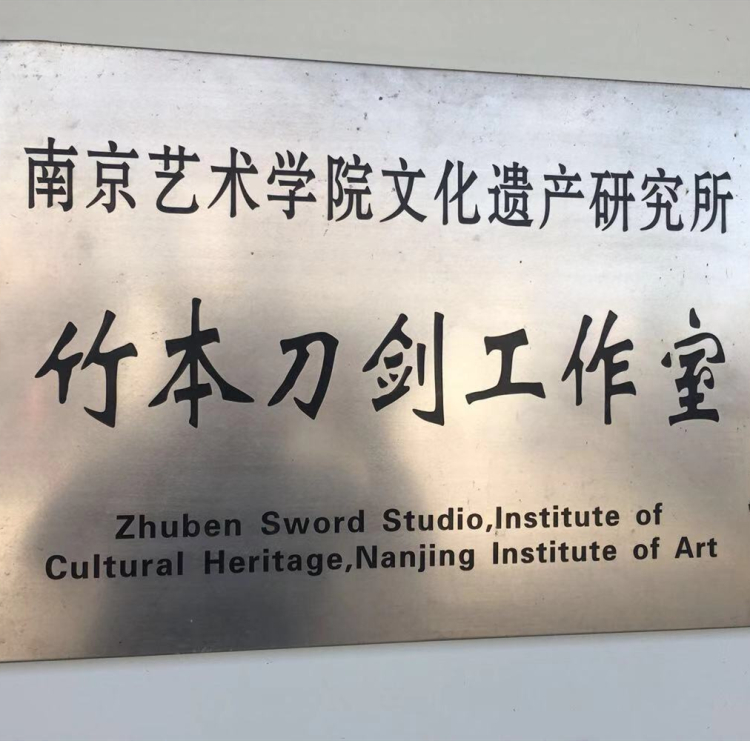 南京艺术学院文化遗产研究所
竹本刀剑工作室
Zhuben Sword Studio,Institute of
Cultural Heritage,Nanjing Institute of Art